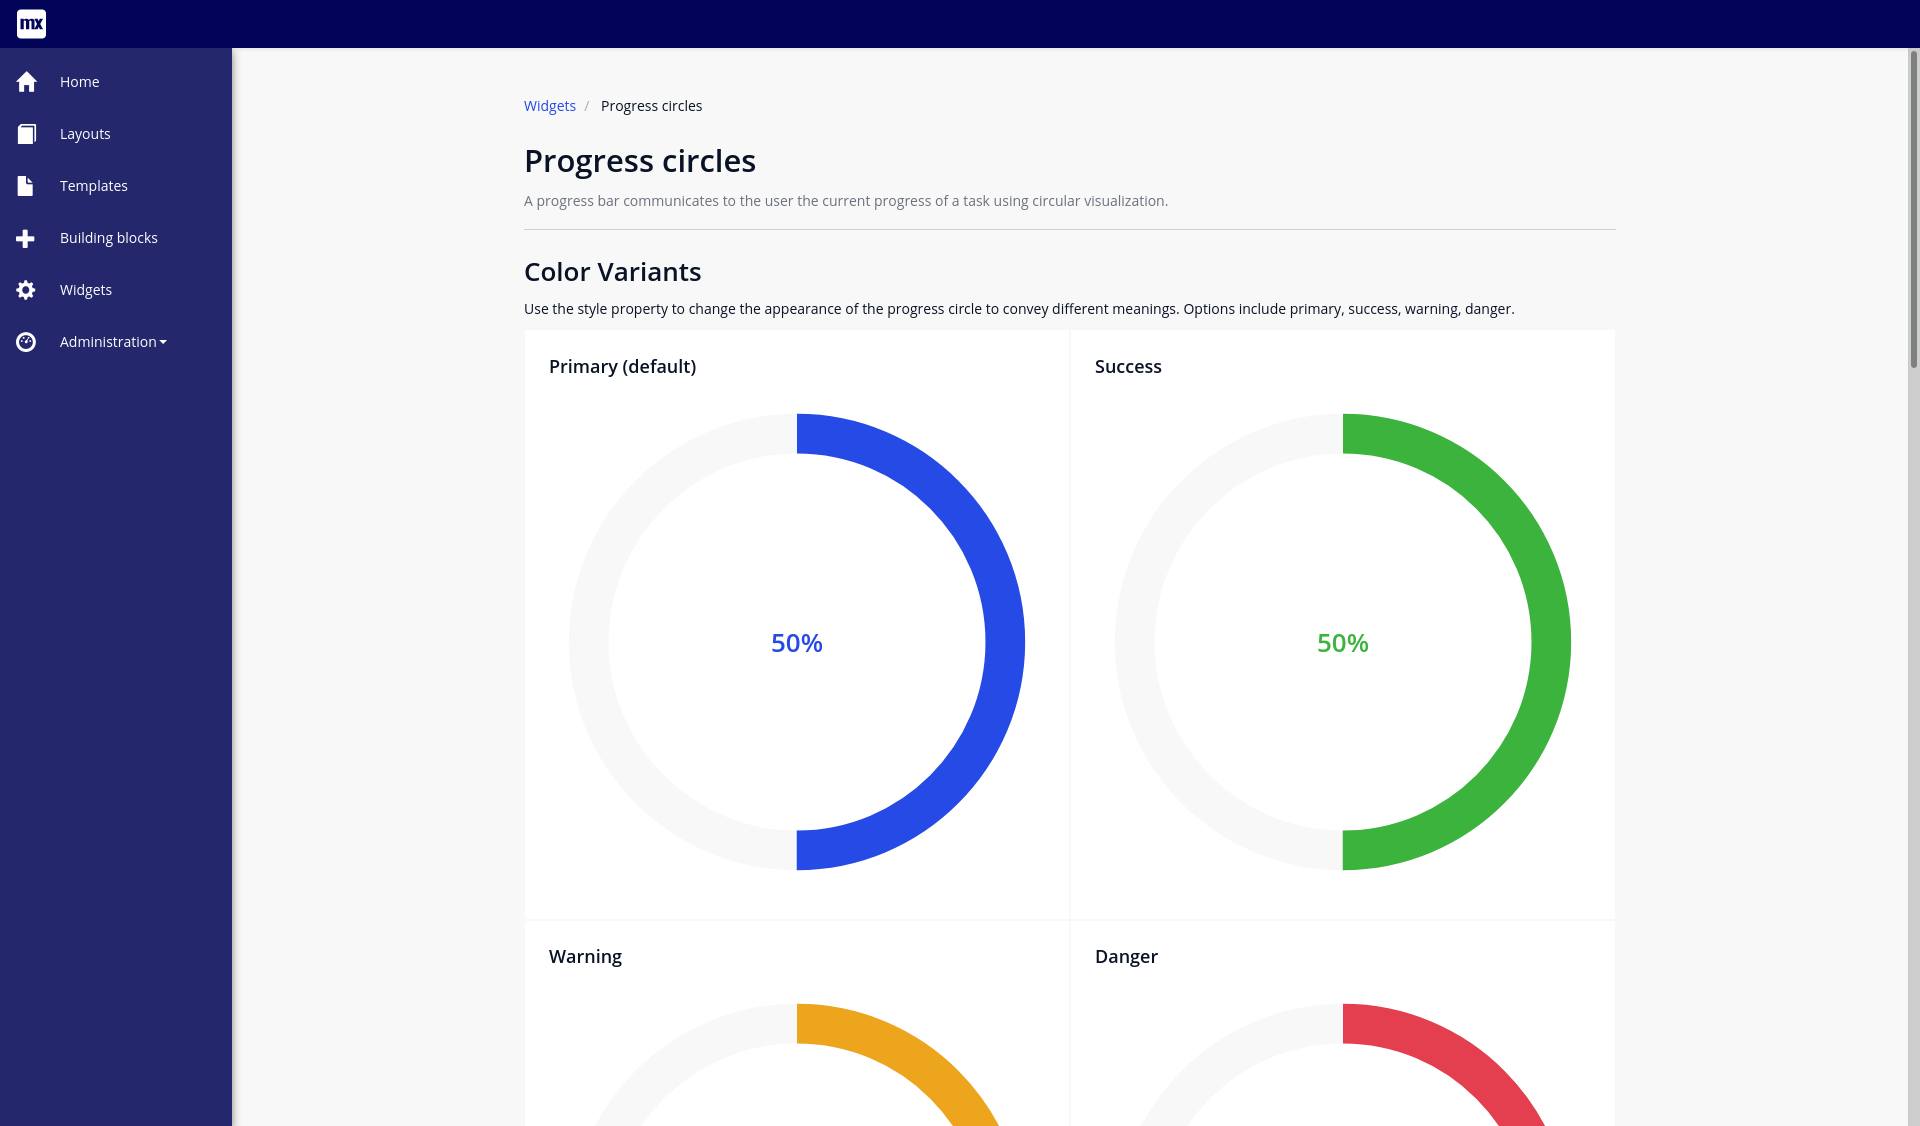 mx
Home
Layouts
Templates
Building blocks
Widgets
Administration
Widgets / Progress circles
Progress circles
A progress bar communicates to the user the current progress of a task using circular visualization.
Color Variants
Use the style property to change the appearance of the progress circle to convey different meanings. Options include primary, success, warning, danger.
Primary (default)
Success
50%
50%
Warning
Danger